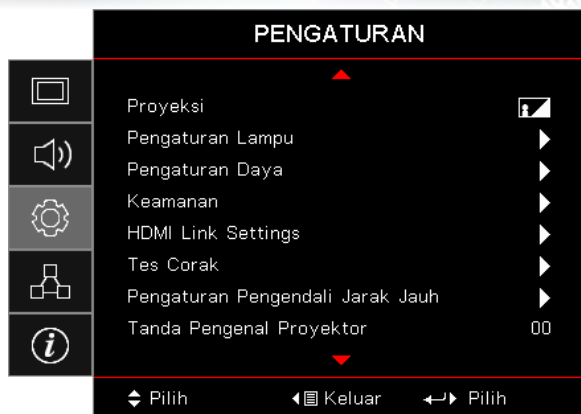 PENGATURAN
Proyeksi
Pengaturan Lampu
Pengaturan Daya
Keamanan
HDMI Link Settings
Tes Corak
Pengaturan Pengendali Jarak Jauh
Tanda Pengenal Proyektor 00
Pilih Keluar Pilih